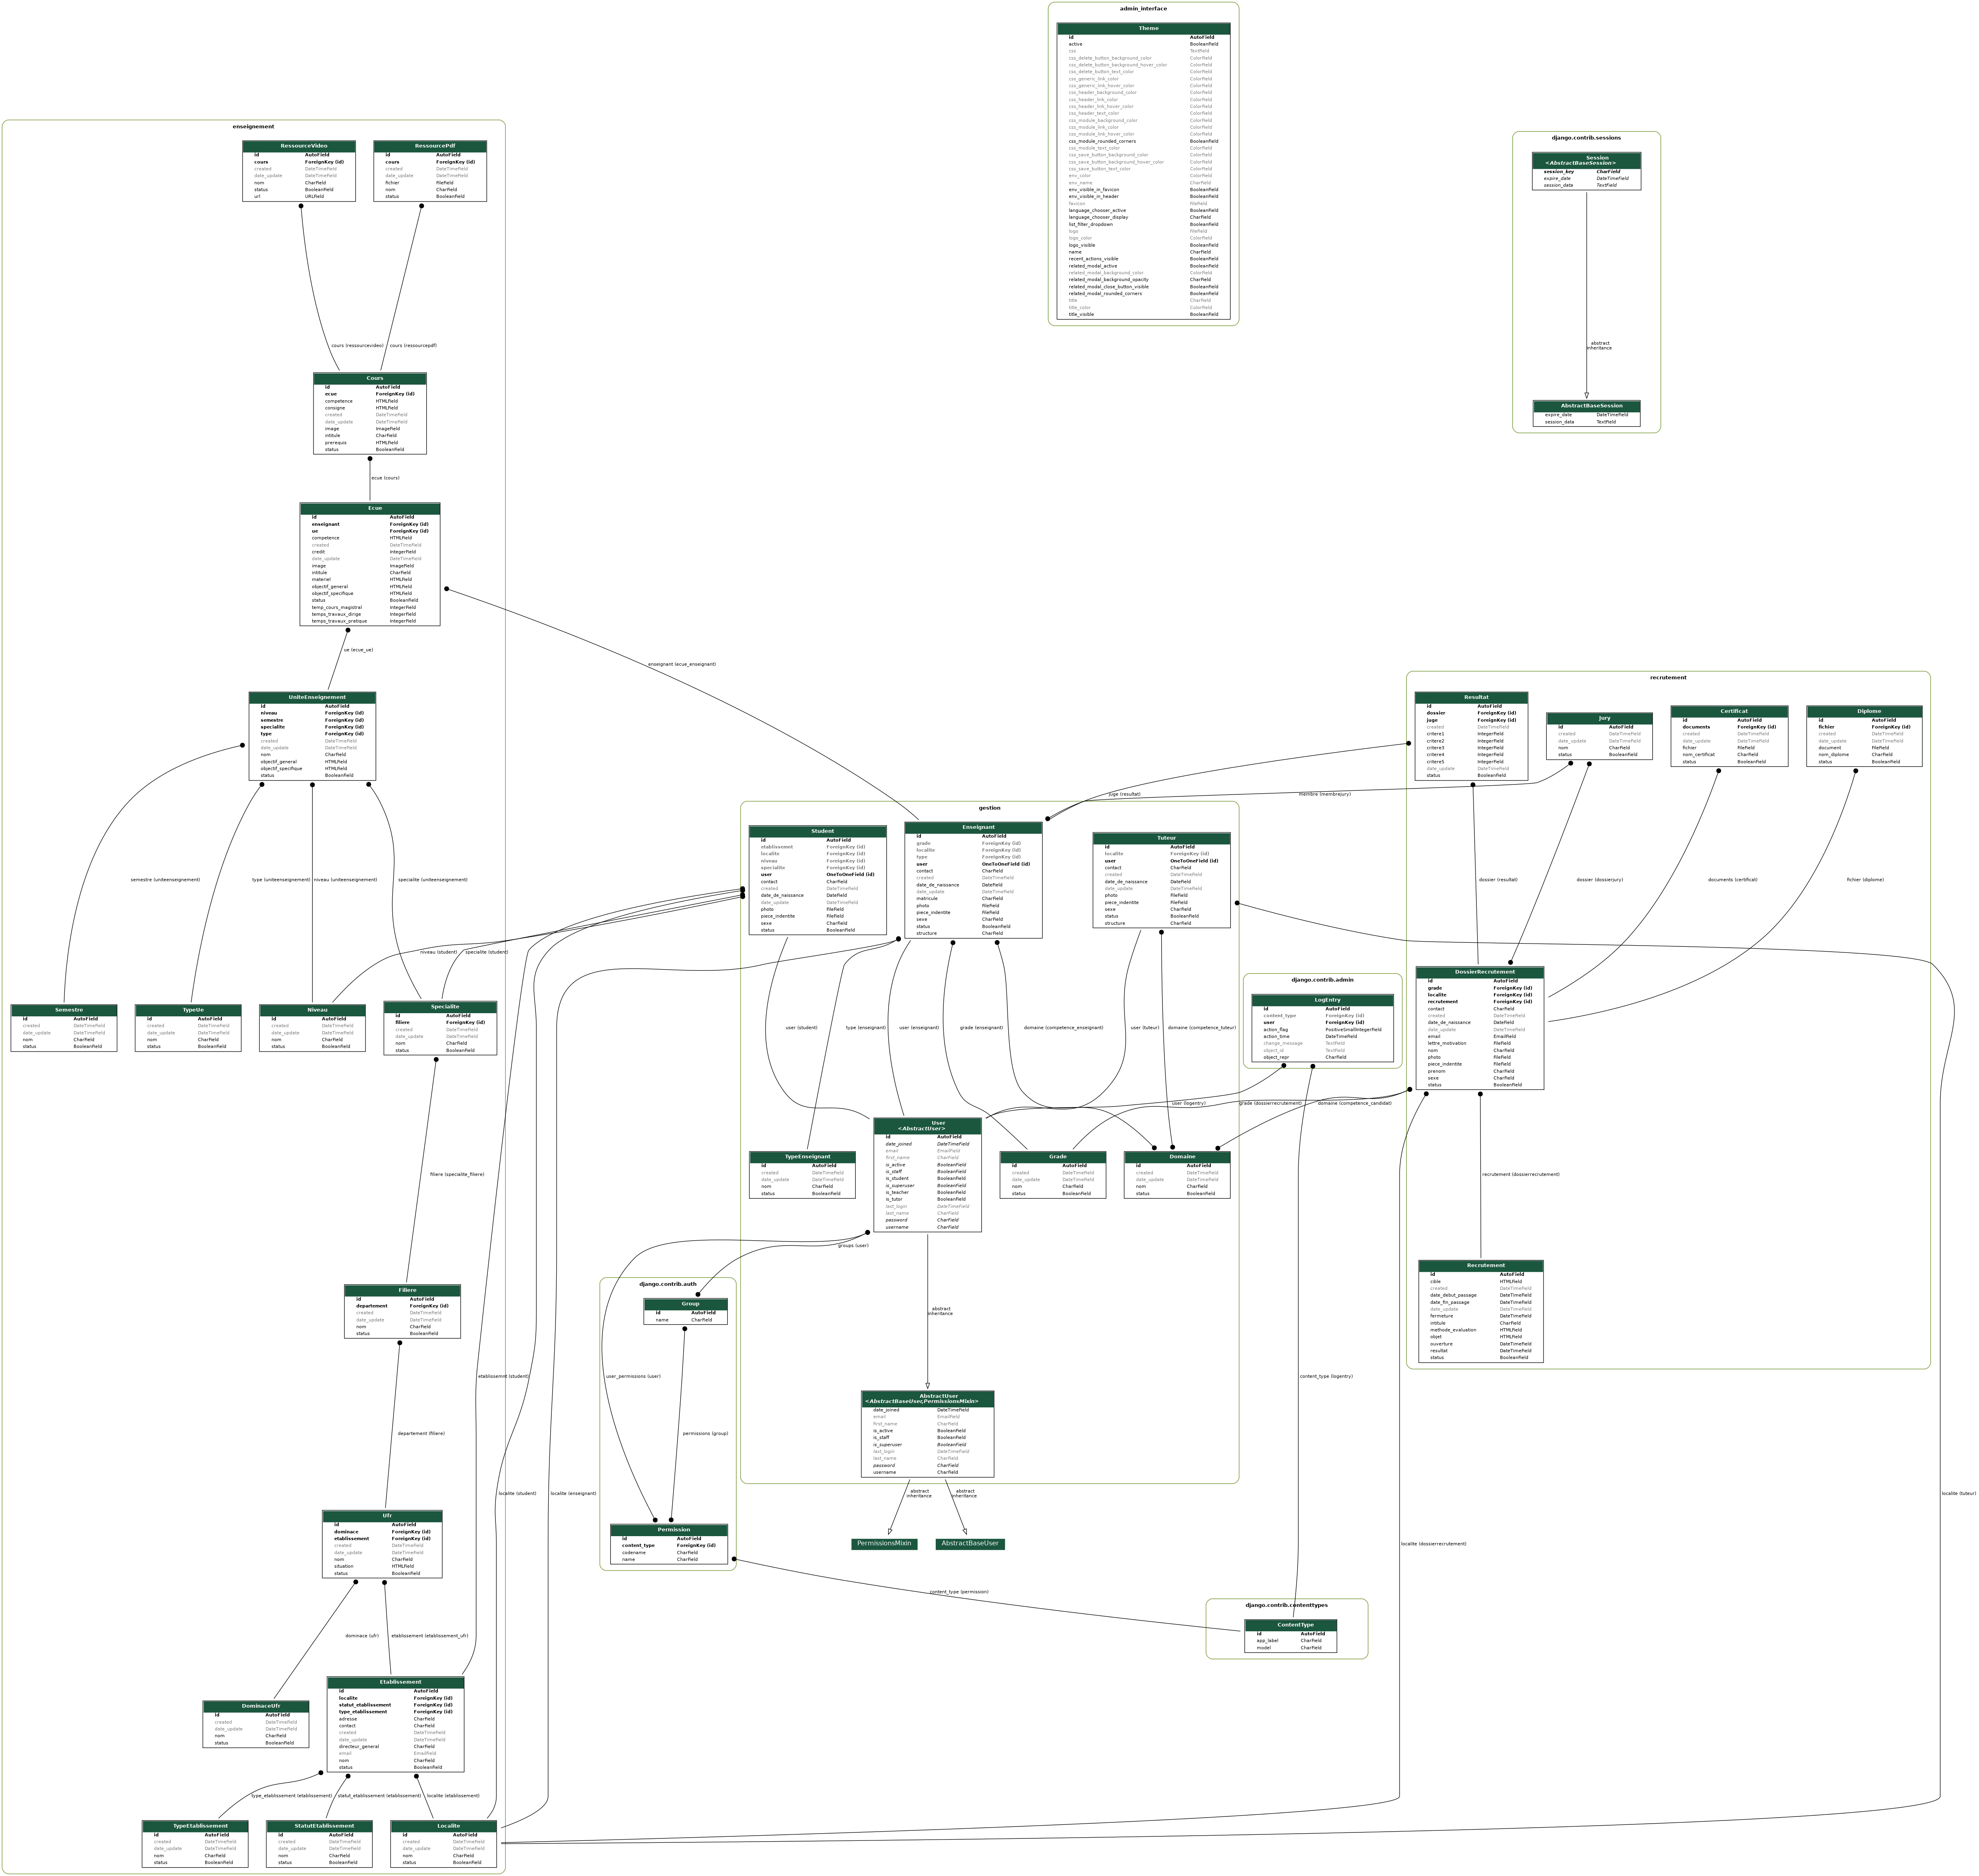 admin_interface
Theme
id AutoField
active BooleanField
css TextField
css_delete_button_background_color ColorField
css_delete_button_background_hover_color ColorField
css_delete_button_text_color ColorField
css_generic_link_color ColorField
css_generic_link_hover_color ColorField
css_header_background_color ColorField
css_header_link_color ColorField
css_header_link_hover_color ColorField
css_header_text_color ColorField
css_module_background_color ColorField
css_module_link_color ColorField
css_module_link_hover_color ColorField
css_module_rounded_corners BooleanField
css_module_text_color ColorField
css_save_button_background_color ColorField
css_save_button_background_hover_color ColorField
css_save_button_text_color ColorField
env_color ColorField
env_name CharField
env_visible_in_favicon BooleanField
env_visible_in_header BooleanField
favicon FileField
language_chooser_active BooleanField
language_chooser_display CharField
list_filter_dropdown BooleanField
logo FileField
logo_color ColorField
logo_visible BooleanField
name CharField
recent_actions_visible BooleanField
related_modal_active BooleanField
related_modal_background_color ColorField
related_modal_background_opacity CharField
related_modal_close_button_visible BooleanField
related_modal_rounded_corners BooleanField
title CharField
title_color ColorField
title_visible BooleanField
django.contrib.sessions
Session
<AbstractBaseSession>
session_key CharField
expire_date DateTimeField
session_data TextField
abstract
inheritance
AbstractBaseSession
expire_date DateTimeField
session_data TextField
enseignement
RessourceVideo
id AutoField
cours ForeignKey (id)
created DateTimeField
date_update DateTimeField
nom CharField
status BooleanField
url URLField
RessourcePdf
id AutoField
cours ForeignKey (id)
created DateTimeField
date_update DateTimeField
fichier FileField
nom CharField
status BooleanField
cours (ressourcevideo)
cours (ressourcepdf)
Cours
id AutoField
ecue ForeignKey (id)
competence HTMLField
consigne HTMLField
created DateTimeField
date_update DateTimeField
image ImageField
intitule CharField
prerequis HTMLField
status BooleanField
ecue (cours)
Ecue
id AutoField
enseignant ForeignKey (id)
ue ForeignKey (id)
competence HTMLField
created DateTimeField
credit IntegerField
date_update DateTimeField
image ImageField
intitule CharField
materiel HTMLField
objectif_general HTMLField
objectif_specifique HTMLField
status BooleanField
temp_cours_magistral IntegerField
temps_travaux_dirige IntegerField
temps_travaux_pratique IntegerField
ue (ecue_ue)
enseignant (ecue_enseignant)
UniteEnseignement
id AutoField
niveau ForeignKey (id)
semestre ForeignKey (id)
specialite ForeignKey (id)
type ForeignKey (id)
created DateTimeField
date_update DateTimeField
nom CharField
objectif_general HTMLField
objectif_specifique HTMLField
status BooleanField
semestre (uniteenseignement)
type (uniteenseignement)
niveau (uniteenseignement)
specialite (uniteenseignement)
niveau (student)
specialite (student)
Semestre
id AutoField
created DateTimeField
date_update DateTimeField
nom CharField
status BooleanField
TypeUe
id AutoField
created DateTimeField
date_update DateTimeField
nom CharField
status BooleanField
Niveau
id AutoField
created DateTimeField
date_update DateTimeField
nom CharField
status BooleanField
Specialite
id AutoField
filiere ForeignKey (id)
created DateTimeField
date_update DateTimeField
nom CharField
status BooleanField
filiere (specialite_filiere)
Filiere
id AutoField
departement ForeignKey (id)
created DateTimeField
date_update DateTimeField
nom CharField
status BooleanField
departement (filiere)
etablissemnt (student)
localite (student)
localite (enseignant)
Ufr
id AutoField
dominace ForeignKey (id)
etablissement ForeignKey (id)
created DateTimeField
date_update DateTimeField
nom CharField
situation HTMLField
status BooleanField
dominace (ufr)
etablissement (etablissement_ufr)
DominaceUfr
id AutoField
created DateTimeField
date_update DateTimeField
nom CharField
status BooleanField
Etablissement
id AutoField
localite ForeignKey (id)
statut_etablissement ForeignKey (id)
type_etablissement ForeignKey (id)
adresse CharField
contact CharField
created DateTimeField
date_update DateTimeField
directeur_general CharField
email EmailField
nom CharField
status BooleanField
type_etablissement (etablissement)
statut_etablissement (etablissement)
localite (etablissement)
TypeEtablissement
id AutoField
created DateTimeField
date_update DateTimeField
nom CharField
status BooleanField
StatutEtablissement
id AutoField
created DateTimeField
date_update DateTimeField
nom CharField
status BooleanField
Localite
id AutoField
created DateTimeField
date_update DateTimeField
nom CharField
status BooleanField
gestion
Student
id AutoField
etablissemnt ForeignKey (id)
localite ForeignKey (id)
niveau ForeignKey (id)
specialite ForeignKey (id)
user OneToOneField (id)
contact CharField
created DateTimeField
date_de_naissance DateField
date_update DateTimeField
photo FileField
piece_indentite FileField
sexe CharField
status BooleanField
Enseignant
id AutoField
grade ForeignKey (id)
localite ForeignKey (id)
type ForeignKey (id)
user OneToOneField (id)
contact CharField
created DateTimeField
date_de_naissance DateField
date_update DateTimeField
matricule CharField
photo FileField
piece_indentite FileField
sexe CharField
status BooleanField
structure CharField
Tuteur
id AutoField
localite ForeignKey (id)
user OneToOneField (id)
contact CharField
created DateTimeField
date_de_naissance DateField
date_update DateTimeField
photo FileField
piece_indentite FileField
sexe CharField
status BooleanField
structure CharField
user (student)
type (enseignant)
user (enseignant)
grade (enseignant)
domaine (competence_enseignant)
user (tuteur)
domaine (competence_tuteur)
TypeEnseignant
id AutoField
created DateTimeField
date_update DateTimeField
nom CharField
status BooleanField
User
<AbstractUser>
id AutoField
date_joined DateTimeField
email EmailField
first_name CharField
is_active BooleanField
is_staff BooleanField
is_student BooleanField
is_superuser BooleanField
is_teacher BooleanField
is_tutor BooleanField
last_login DateTimeField
last_name CharField
password CharField
username CharField
Grade
id AutoField
created DateTimeField
date_update DateTimeField
nom CharField
status BooleanField
Domaine
id AutoField
created DateTimeField
date_update DateTimeField
nom CharField
status BooleanField
groups (user)
abstract
inheritance
AbstractUser
<AbstractBaseUser,PermissionsMixin>
date_joined DateTimeField
email EmailField
first_name CharField
is_active BooleanField
is_staff BooleanField
is_superuser BooleanField
last_login DateTimeField
last_name CharField
password CharField
username CharField
abstract
inheritance
abstract
inheritance
PermissionsMixin
AbstractBaseUser
django.contrib.auth
Group
id AutoField
name CharField
user_permissions (user)
permissions (group)
Permission
id AutoField
content_type ForeignKey (id)
codename CharField
name CharField
content_type (permission)
django.contrib.admin
LogEntry
id AutoField
content_type ForeignKey (id)
user ForeignKey (id)
action_flag PositiveSmallIntegerField
action_time DateTimeField
change_message TextField
object_id TextField
object_repr CharField
user (logentry)
grade (dossierrecrutement)
domaine (competence_candidat)
content_type (logentry)
django.contrib.contenttypes
ContentType
id AutoField
app_label CharField
model CharField
recrutement
Resultat
id AutoField
dossier ForeignKey (id)
juge ForeignKey (id)
created DateTimeField
critere1 IntegerField
critere2 IntegerField
critere3 IntegerField
critere4 IntegerField
critere5 IntegerField
date_update DateTimeField
status BooleanField
Jury
id AutoField
created DateTimeField
date_update DateTimeField
nom CharField
status BooleanField
Certificat
id AutoField
documents ForeignKey (id)
created DateTimeField
date_update DateTimeField
fichier FileField
nom_certificat CharField
status BooleanField
Diplome
id AutoField
fichier ForeignKey (id)
created DateTimeField
date_update DateTimeField
document FileField
nom_diplome CharField
status BooleanField
juge (resultat)
membre (membrejury)
dossier (resultat)
dossier (dossierjury)
documents (certificat)
fichier (diplome)
DossierRecrutement
id AutoField
grade ForeignKey (id)
localite ForeignKey (id)
recrutement ForeignKey (id)
contact CharField
created DateTimeField
date_de_naissance DateField
date_update DateTimeField
email EmailField
lettre_motivation FileField
nom CharField
photo FileField
piece_indentite FileField
prenom CharField
sexe CharField
status BooleanField
recrutement (dossierrecrutement)
Recrutement
id AutoField
cible HTMLField
created DateTimeField
date_debut_passage DateTimeField
date_fin_passage DateTimeField
date_update DateTimeField
fermeture DateTimeField
intitule CharField
methode_evaluation HTMLField
objet HTMLField
ouverture DateTimeField
resultat DateTimeField
status BooleanField
localite (dossierrecrutement)
localite (tuteur)